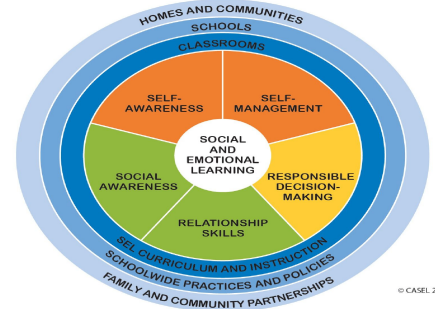 HOMES AND COMMUNITIES
SCHOOLS
CLASSROOMS
SELF-
AWARENESS
SELF-
MANAGEMENT
SOCIAL
AND
EMOTIONAL
LEARNING
SOCIAL
AWARENESS
RESPONSIBLE
DECISION-
MAKING
RELATIONSHIP
SKILLS
SEL CURRICULUM AND INSTRUCTION
SCHOOLWIDE PRACTICES AND POLICIES
FAMILY AND COMMUNITY PARTNERSHIPS
© CASEL 2